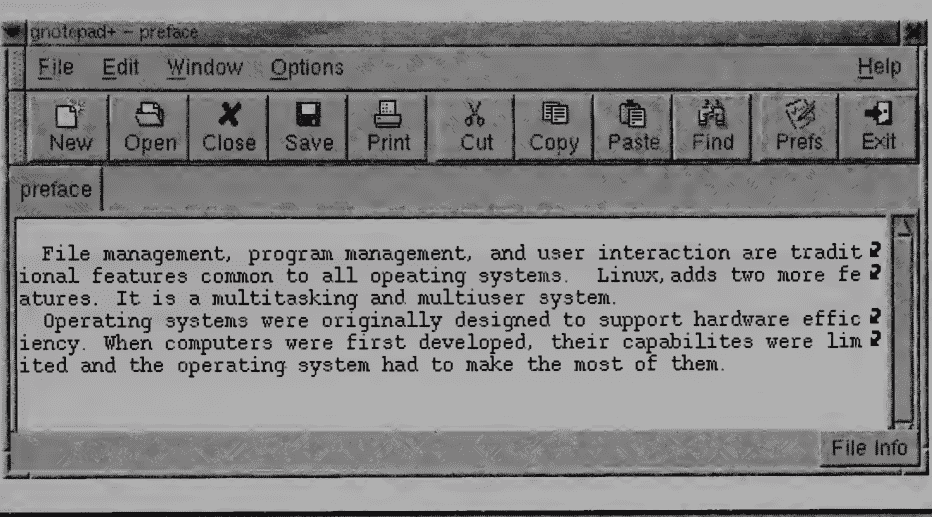 gnotepad+ - preface
File Edit Window Options Help
New Open Close Save Print Cut Copy Paste Find Prefs Exit
preface
File management, program management, and user interaction are tradit
ional features common to all opeating systems. Linux, adds two more fe
atures. It is a multitasking and multiuser system.
Operating systems were originally designed to support hardware effic
iency. When computers were first developed, their capabilites were lim
ited and the operating system had to make the most of them.
File Info